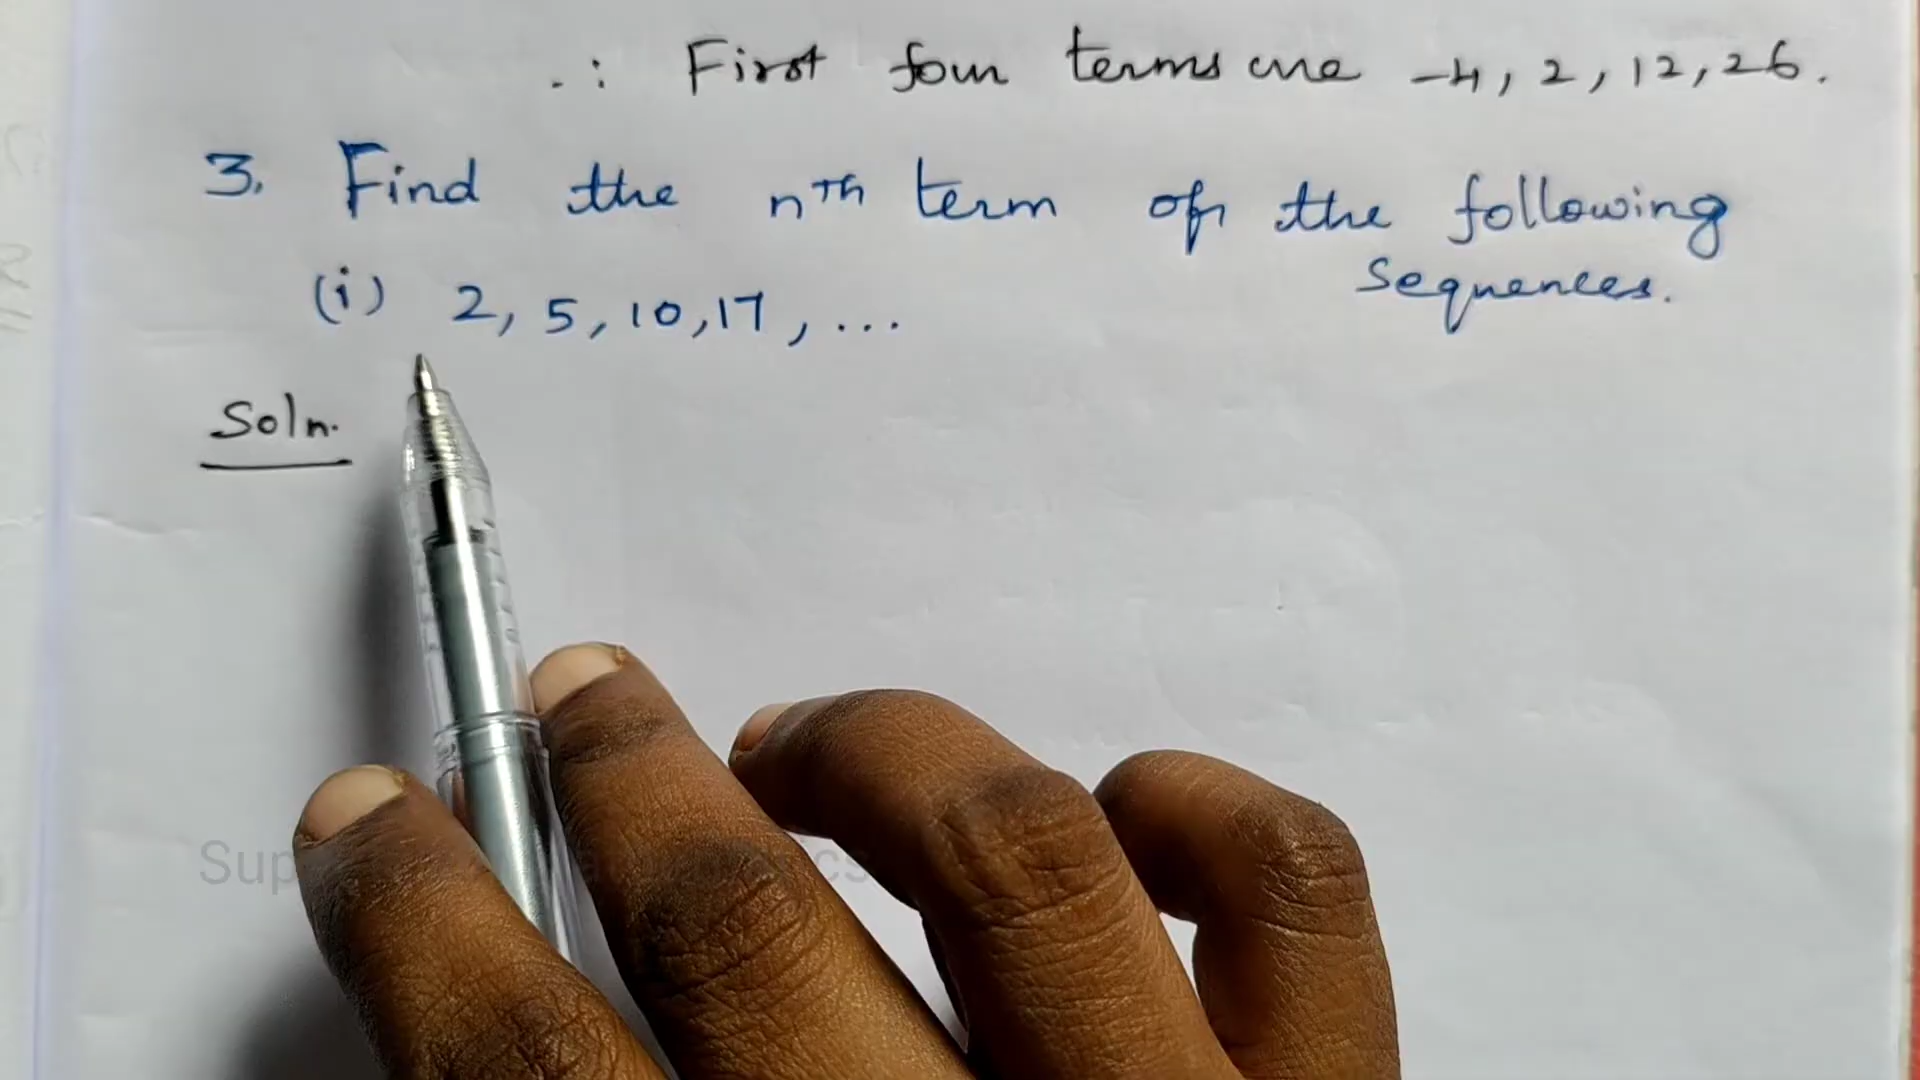 ∴ First four terms are -4, 2, 12, 26.
3. Find the nᵗʰ term of the following
sequences.
(i) 2, 5, 10, 17, ...
Soln.